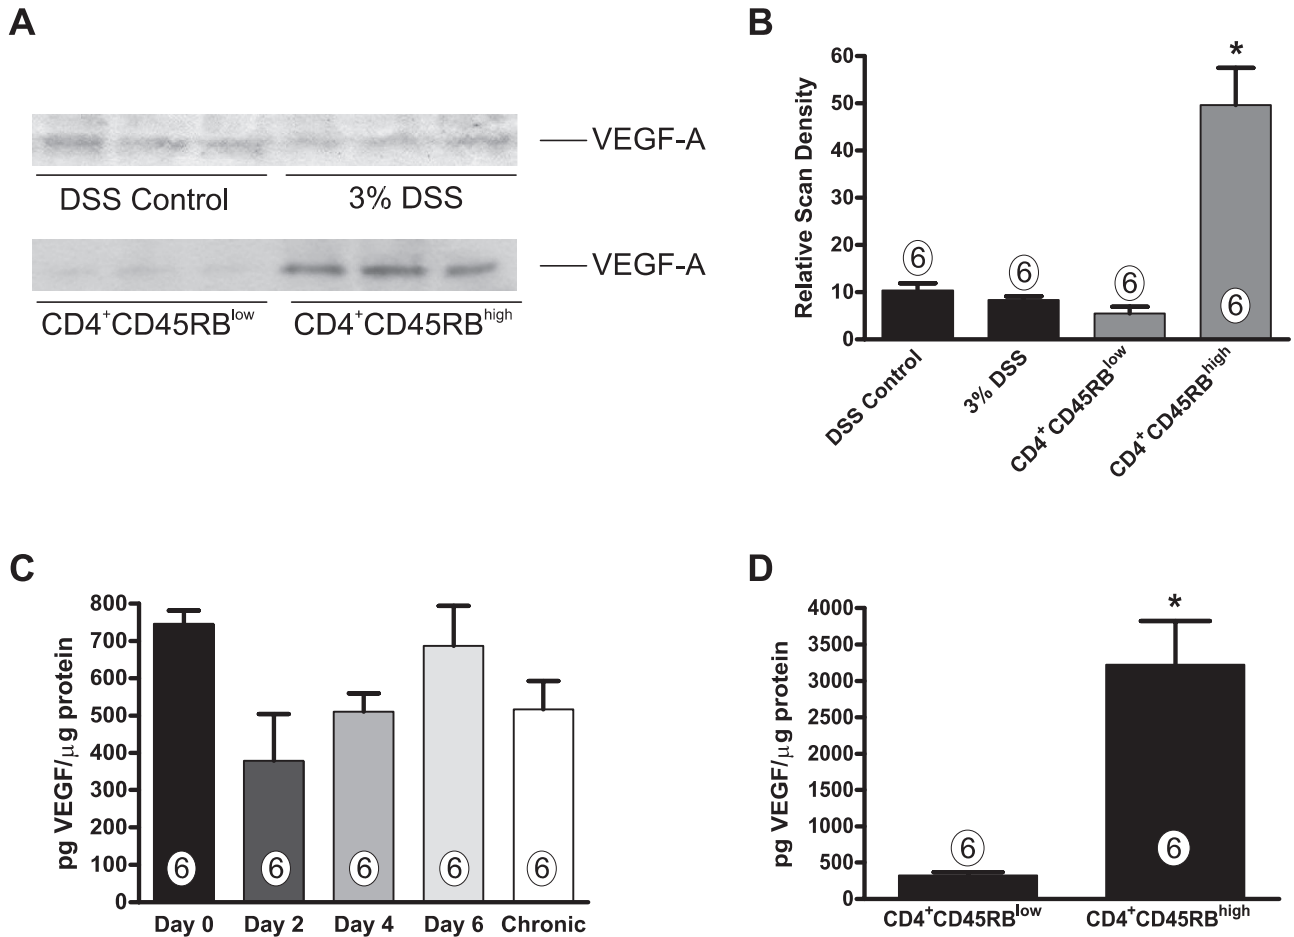 A
VEGF-A
DSS Control 3% DSS
VEGF-A
CD4+CD45RBlow CD4+CD45RBhigh
B
*
60
50
40
30
20
10
0
Relative Scan Density
6 6 6 6
DSS Control
3% DSS
CD4+CD45RBlow
CD4+CD45RBhigh
C
800
700
600
500
400
300
200
100
0
pg VEGF/μg protein
6 6 6 6 6
Day 0 Day 2 Day 4 Day 6 Chronic
D
*
4000
3500
3000
2500
2000
1500
1000
500
0
pg VEGF/μg protein
6 6
CD4+CD45RBlow CD4+CD45RBhigh